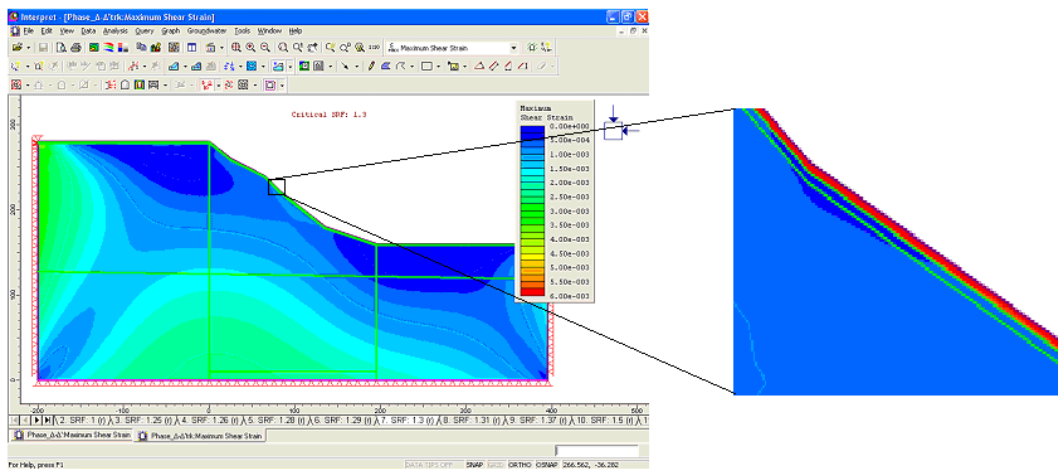 Interpret - [Phase_Δ-Δ'trk:Maximum Shear Strain]
File Edit View Data Analysis Query Graph Groundwater Tools Window Help
Maximum Shear Strain
Critical SRF: 1.3
Maximum
Shear Strain
0.00e+000
5.00e-004
1.00e-003
1.50e-003
2.00e-003
2.50e-003
3.00e-003
3.50e-003
4.00e-003
4.50e-003
5.00e-003
5.50e-003
6.00e-003
300
200
100
0
-200 -100 0 100 200 300 400 500
2. SRF: 1 (r) 3. SRF: 1.25 (r) 4. SRF: 1.26 (r) 5. SRF: 1.28 (r) 6. SRF: 1.29 (r) 7. SRF: 1.3 (r) 8. SRF: 1.31 (r) 9. SRF: 1.37 (r) 10. SRF: 1.5 (r) 11
Phase_Δ-Δ':Maximum Shear Strain Phase_Δ-Δ'trk:Maximum Shear Strain
For Help, press F1 DATA TIPS OFF SNAP GRID ORTHO OSNAP 266.562, -36.282